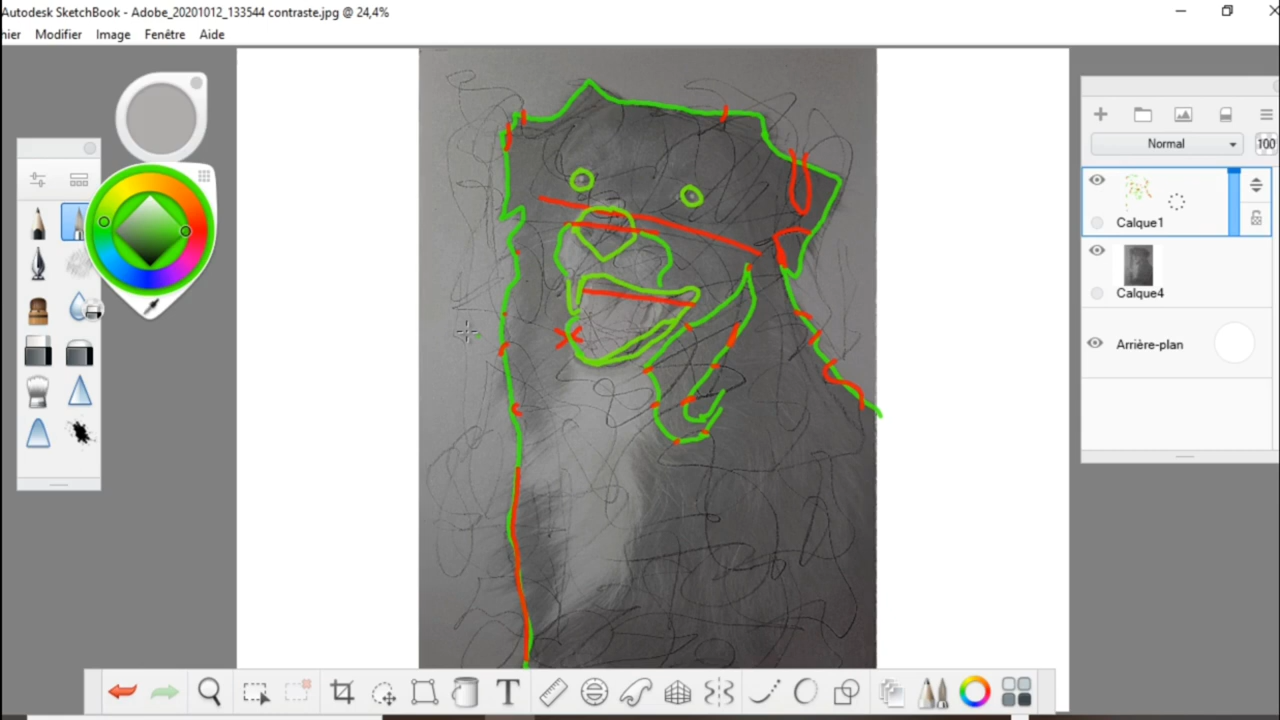 Autodesk SketchBook - Adobe_20201012_133544 contraste.jpg @ 24,4%
hier Modifier Image Fenêtre Aide
Normal 100
Calque1
Calque4
Arrière-plan
T